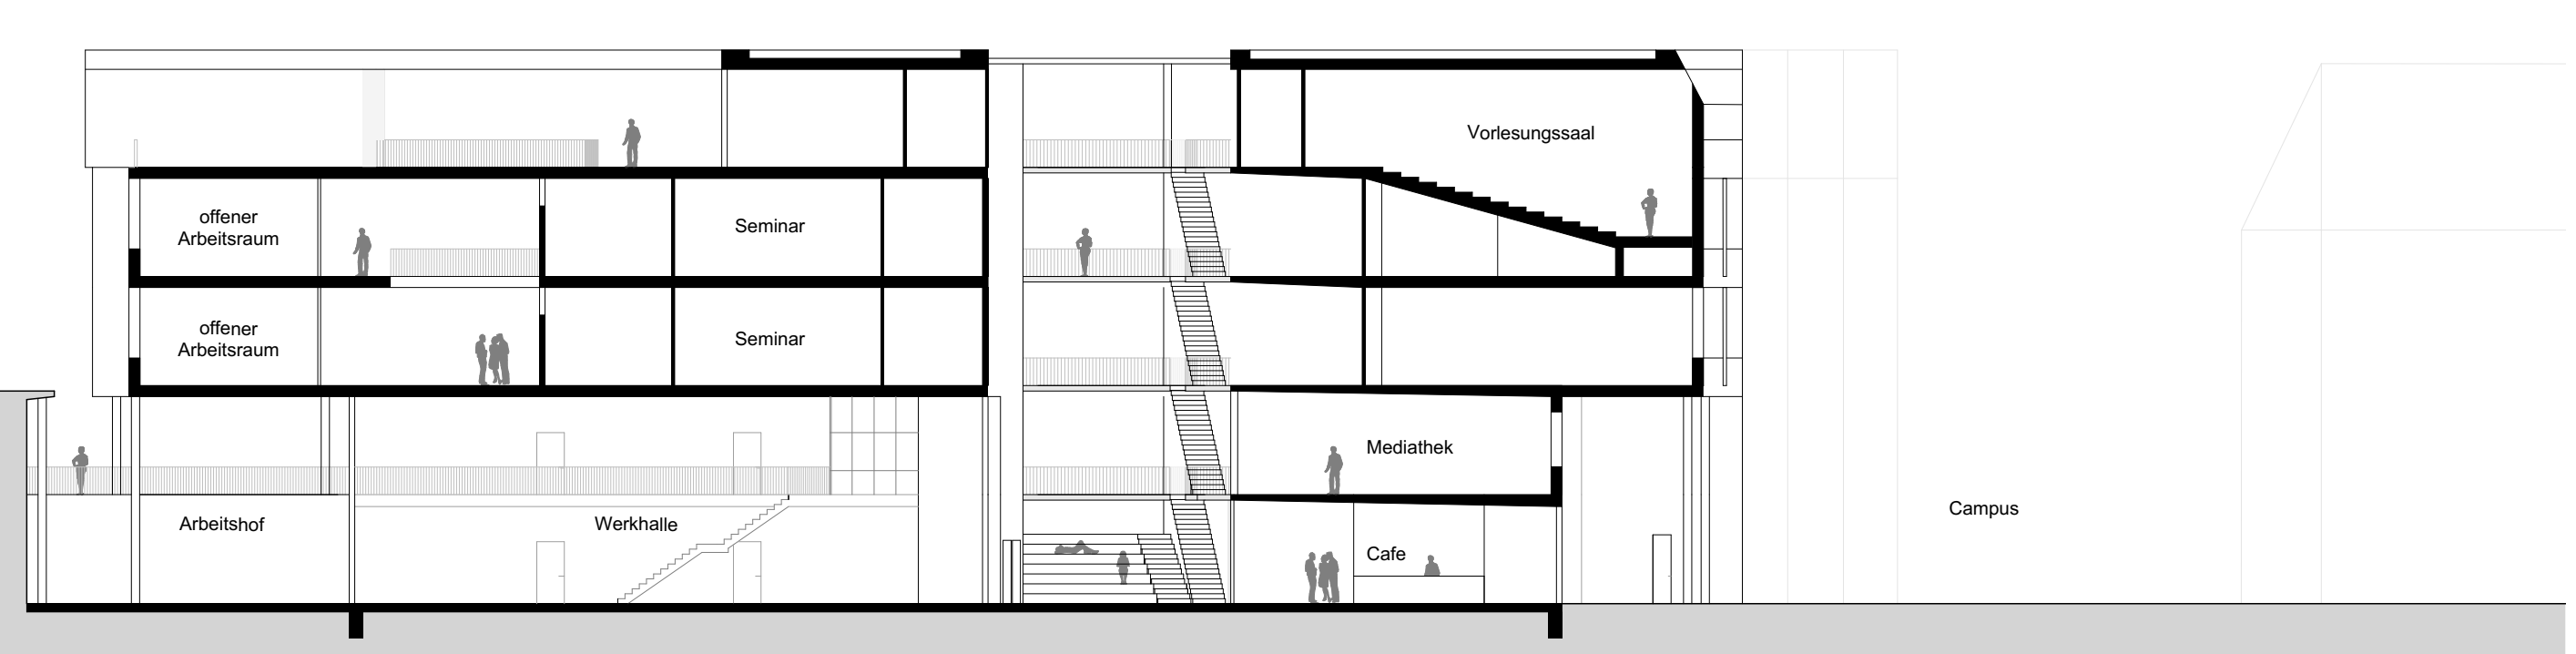 Vorlesungssaal
offener
Arbeitsraum
Seminar
offener
Arbeitsraum
Seminar
Mediathek
Arbeitshof
Werkhalle
Cafe
Campus